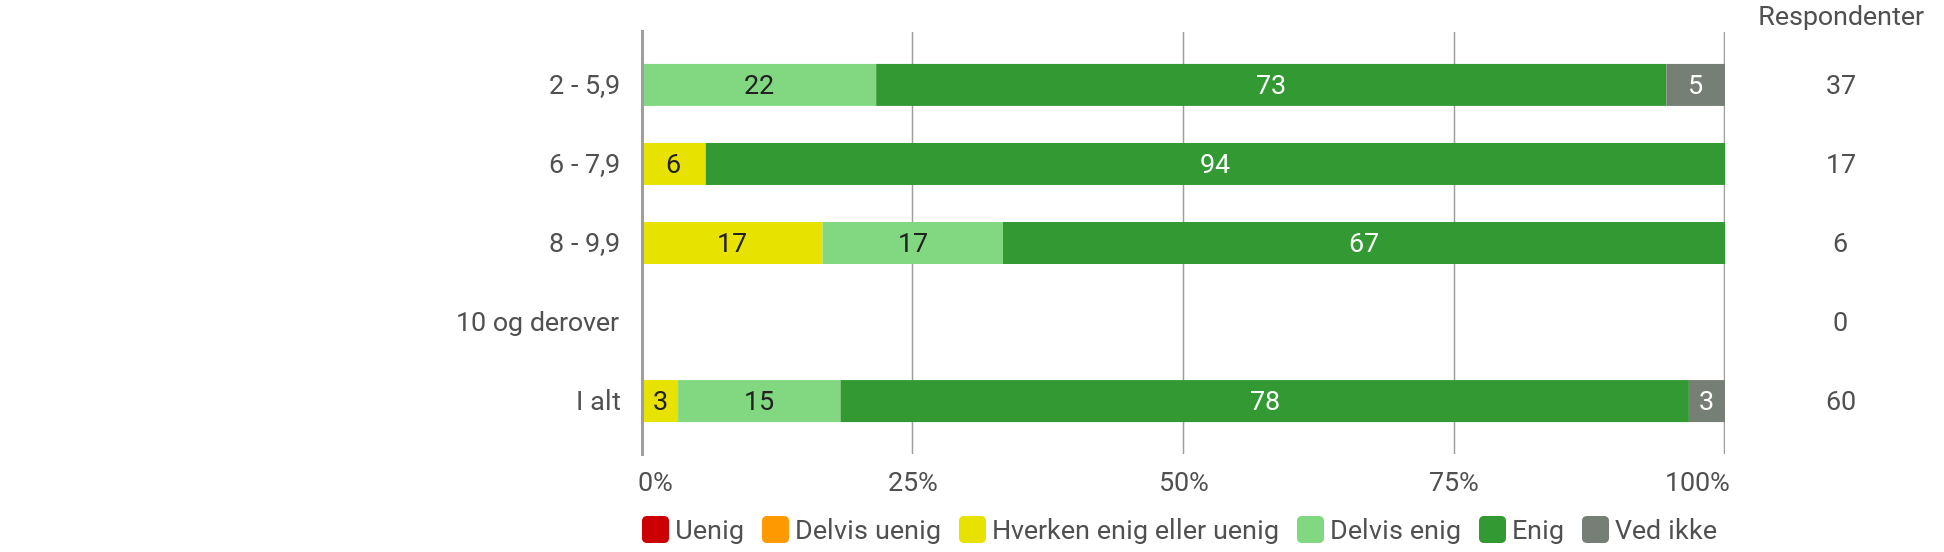 Respondenter
2 - 5,9 22 73 5 37
6 - 7,9 6 94 17
8 - 9,9 17 17 67 6
10 og derover 0
I alt 3 15 78 3 60
0% 25% 50% 75% 100%
Uenig Delvis uenig Hverken enig eller uenig Delvis enig Enig Ved ikke